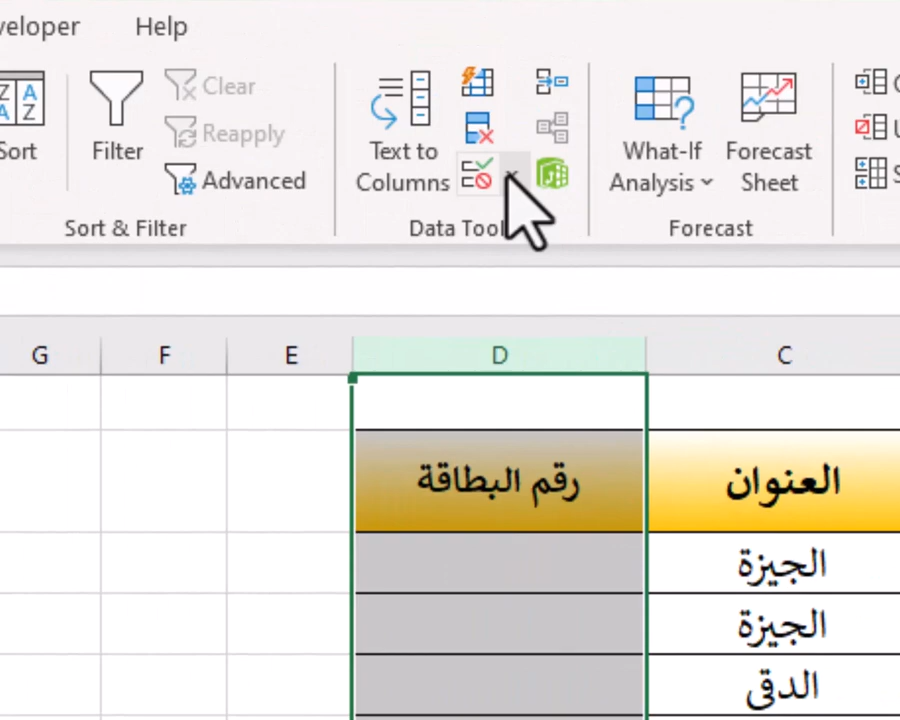 veloper Help
Clear
Reapply
Advanced
Sort
Filter
Text to
Columns
What-If
Analysis
Forecast
Sheet
Sort & Filter
Data Tool
Forecast
G F E D C
رقم البطاقة
العنوان
الجيزة
الجيزة
الدقى